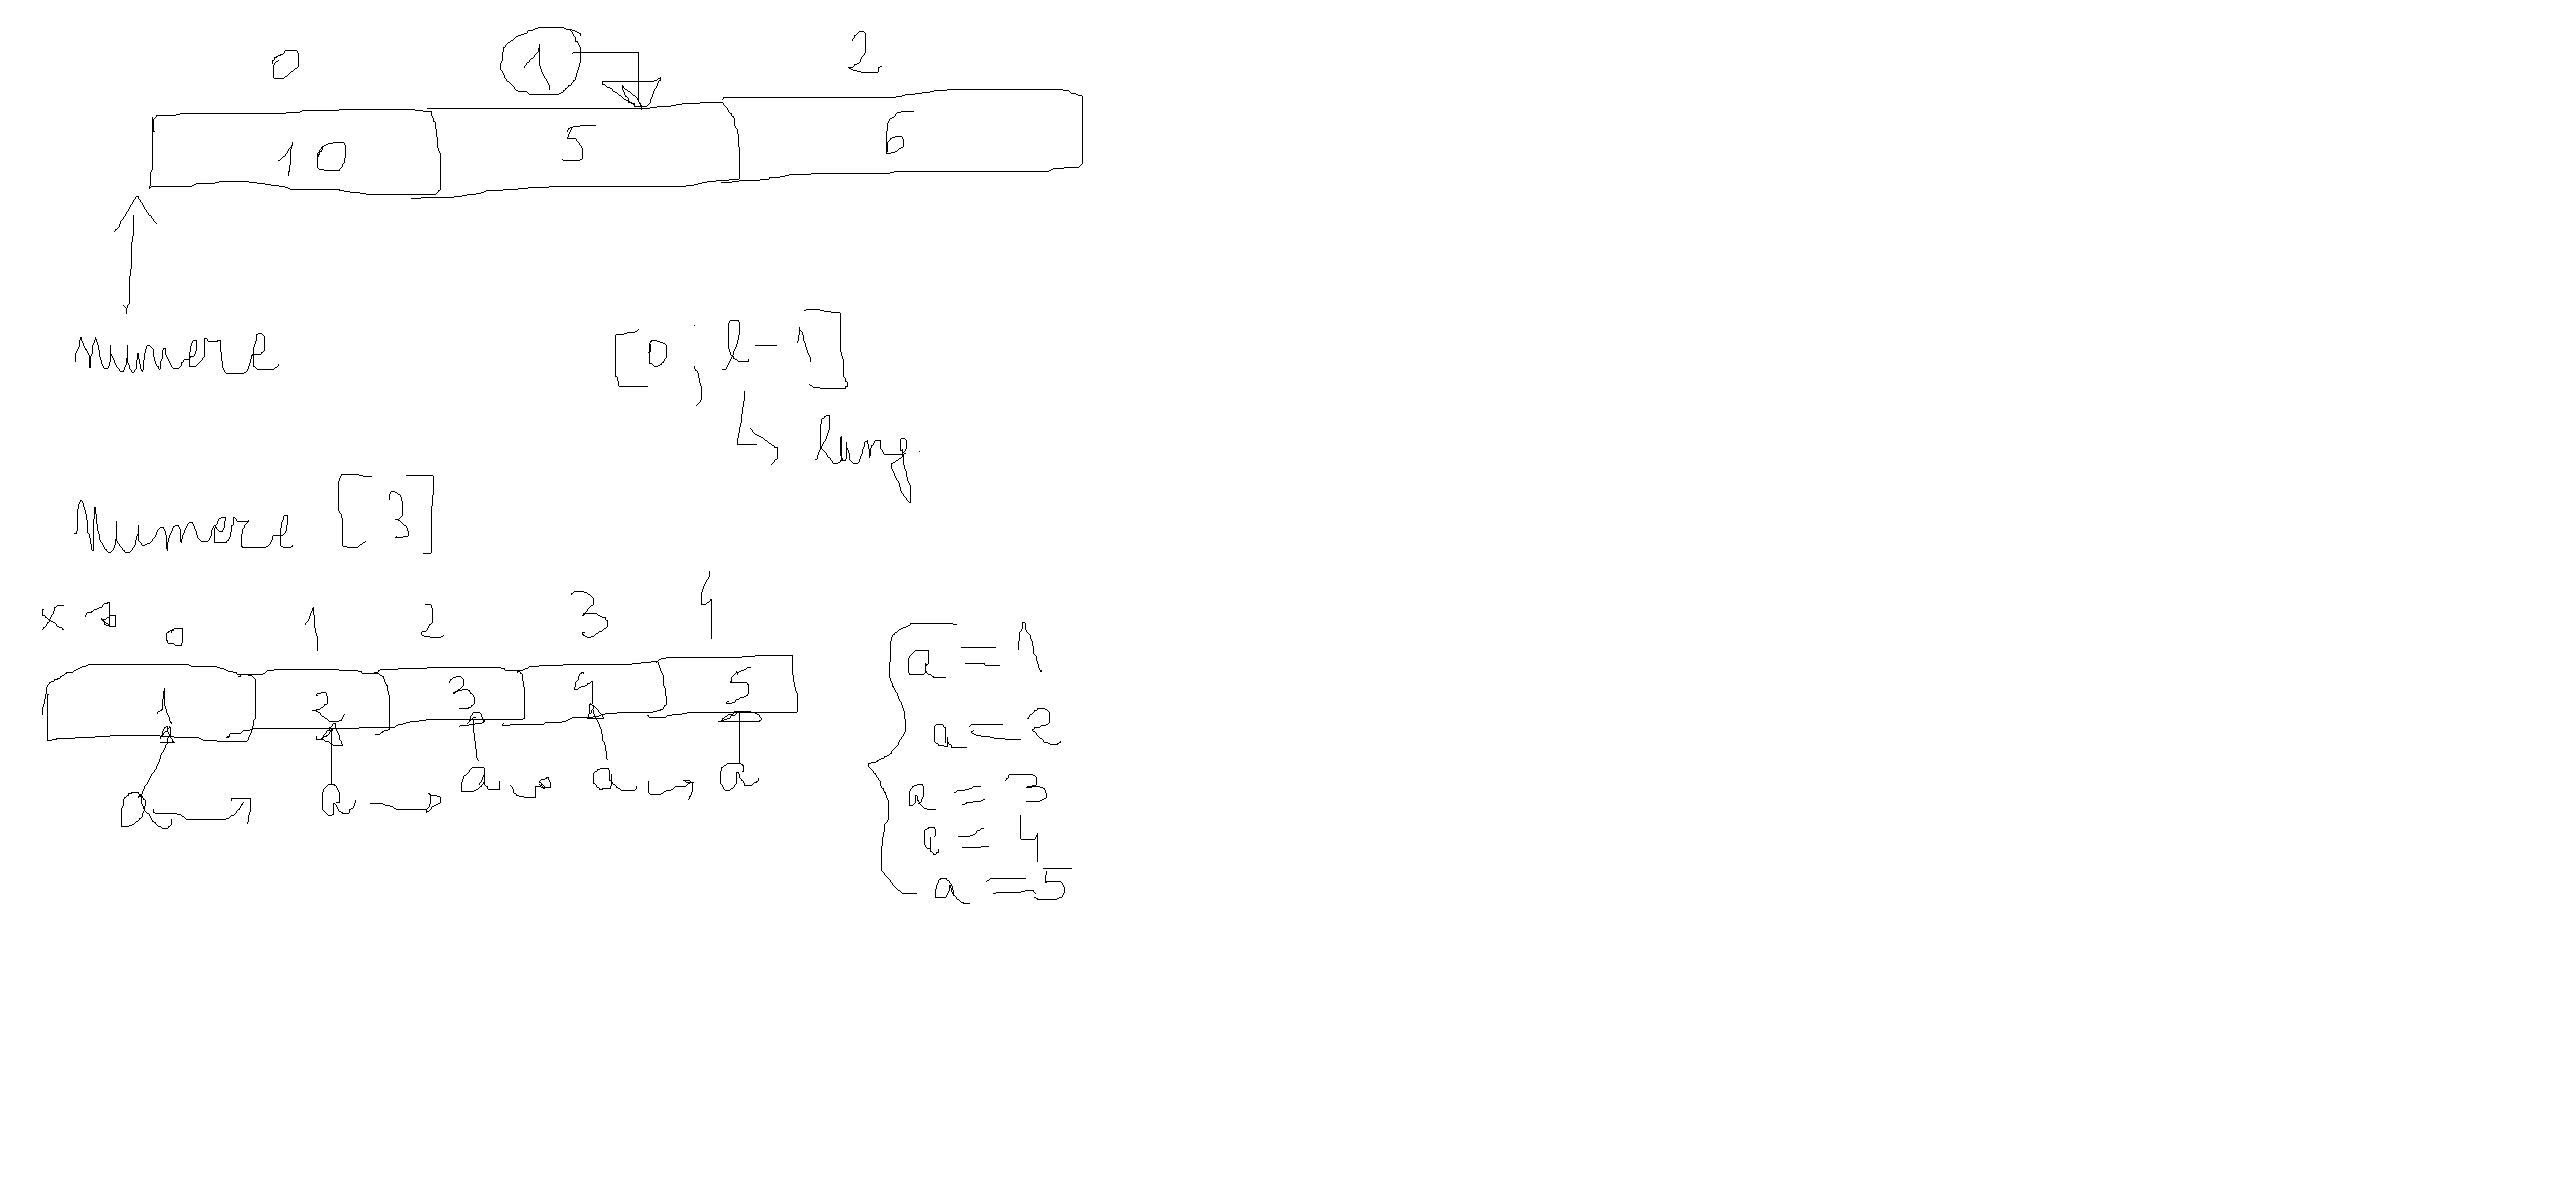 0 1 2
10 5 6
numere
[0; l-1]
lung
Numere [3]
x
0 1 2 3 4
1 2 3 4 5
a a a a a
a = 1
a = 2
a = 3
a = 4
a = 5